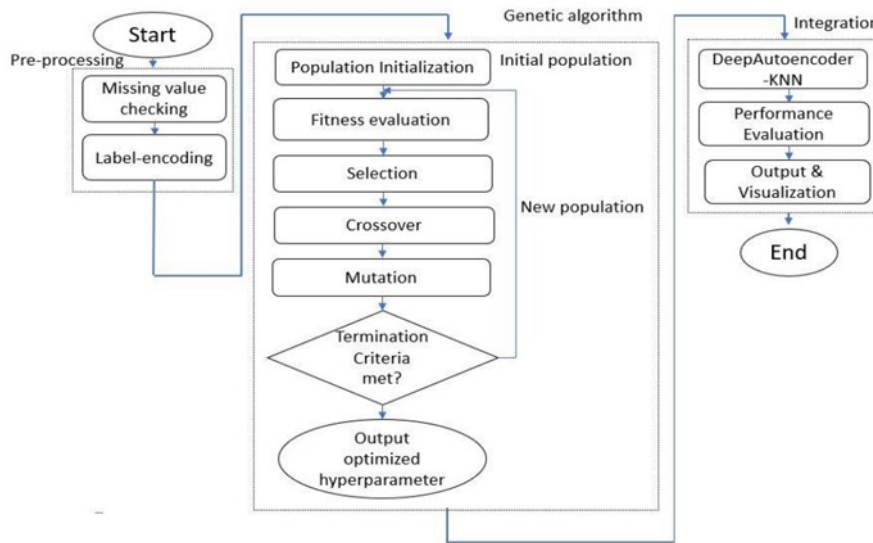 Start
Pre-processing
Missing value
checking
Label-encoding
Genetic algorithm
Initial population
Population Initialization
Fitness evaluation
Selection
New population
Crossover
Mutation
Termination
Criteria
met?
Output
optimized
hyperparameter
Integration
DeepAutoencoder
-KNN
Performance
Evaluation
Output &
Visualization
End